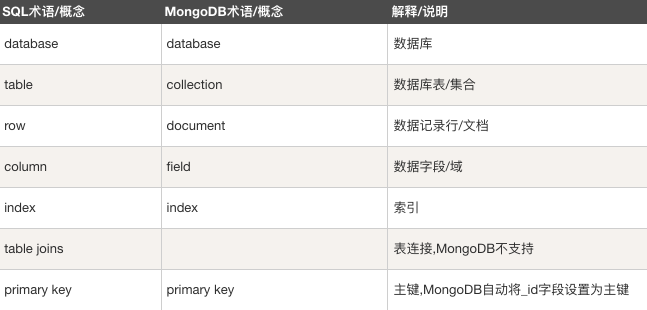 SQL术语/概念 MongoDB术语/概念 解释/说明
database database 数据库
table collection 数据库表/集合
row document 数据记录行/文档
column field 数据字段/域
index index 索引
table joins 表连接,MongoDB不支持
primary key primary key 主键,MongoDB自动将_id字段设置为主键